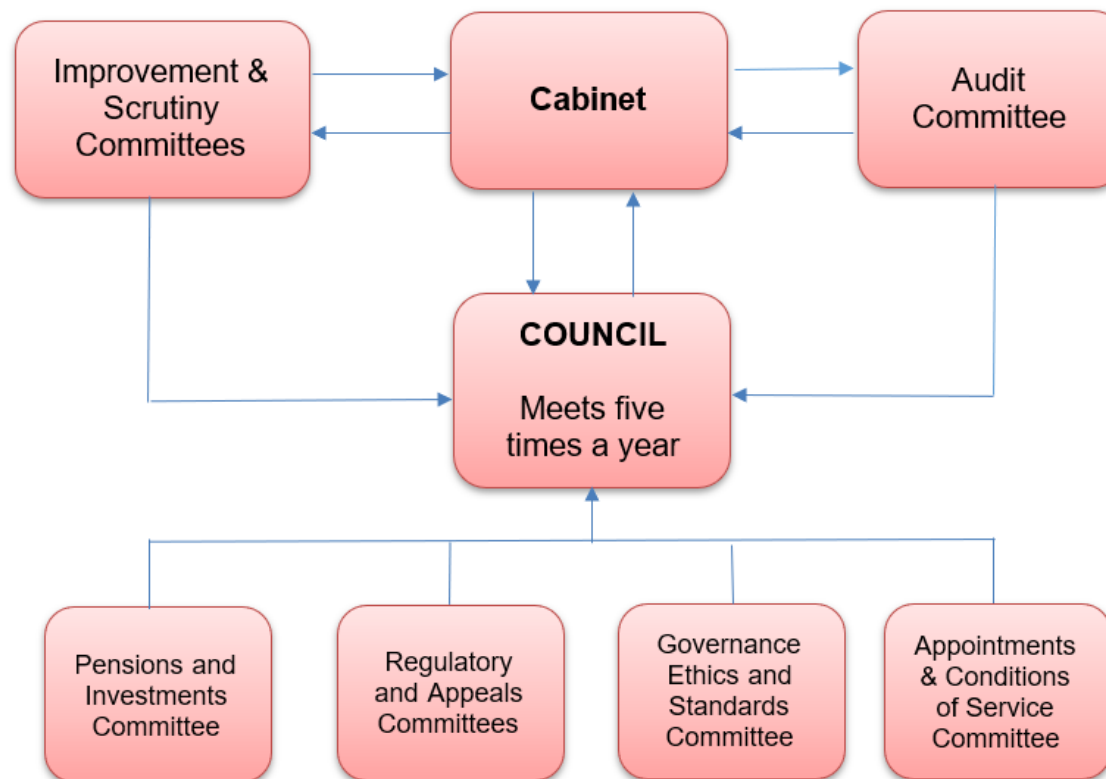 Improvement &
Scrutiny
Committees
Cabinet
Audit
Committee
COUNCIL
Meets five
times a year
Pensions and
Investments
Committee
Regulatory
and Appeals
Committees
Governance
Ethics and
Standards
Committee
Appointments
& Conditions
of Service
Committee